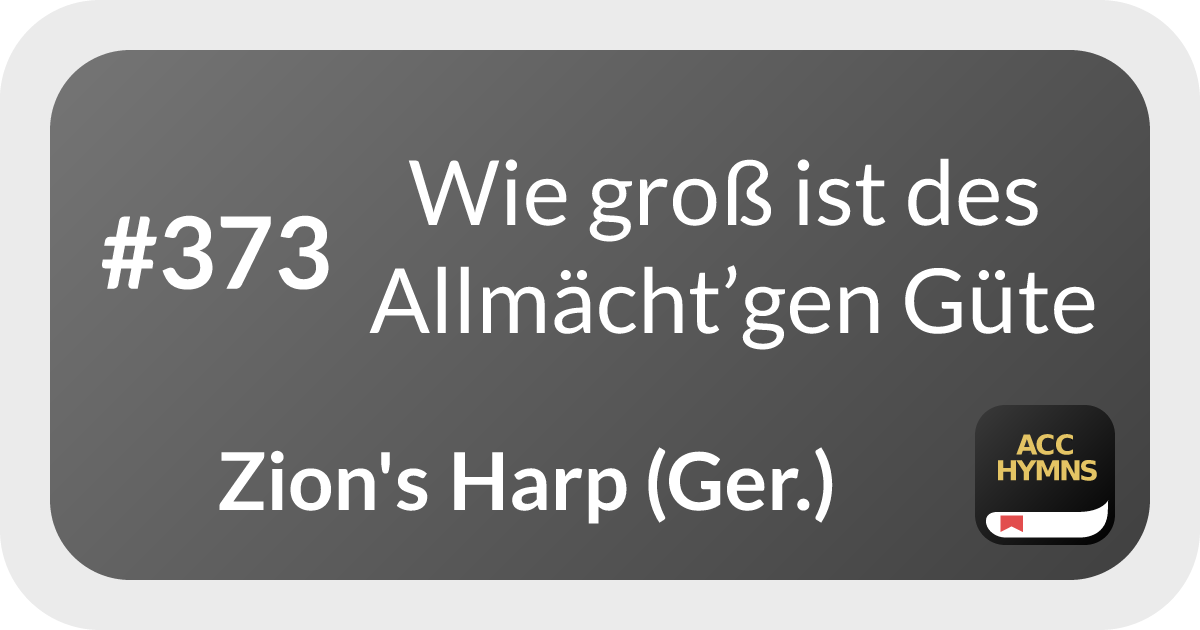 #373
Wie groß ist des
Allmächt’gen Güte
Zion's Harp (Ger.)
ACC
HYMNS